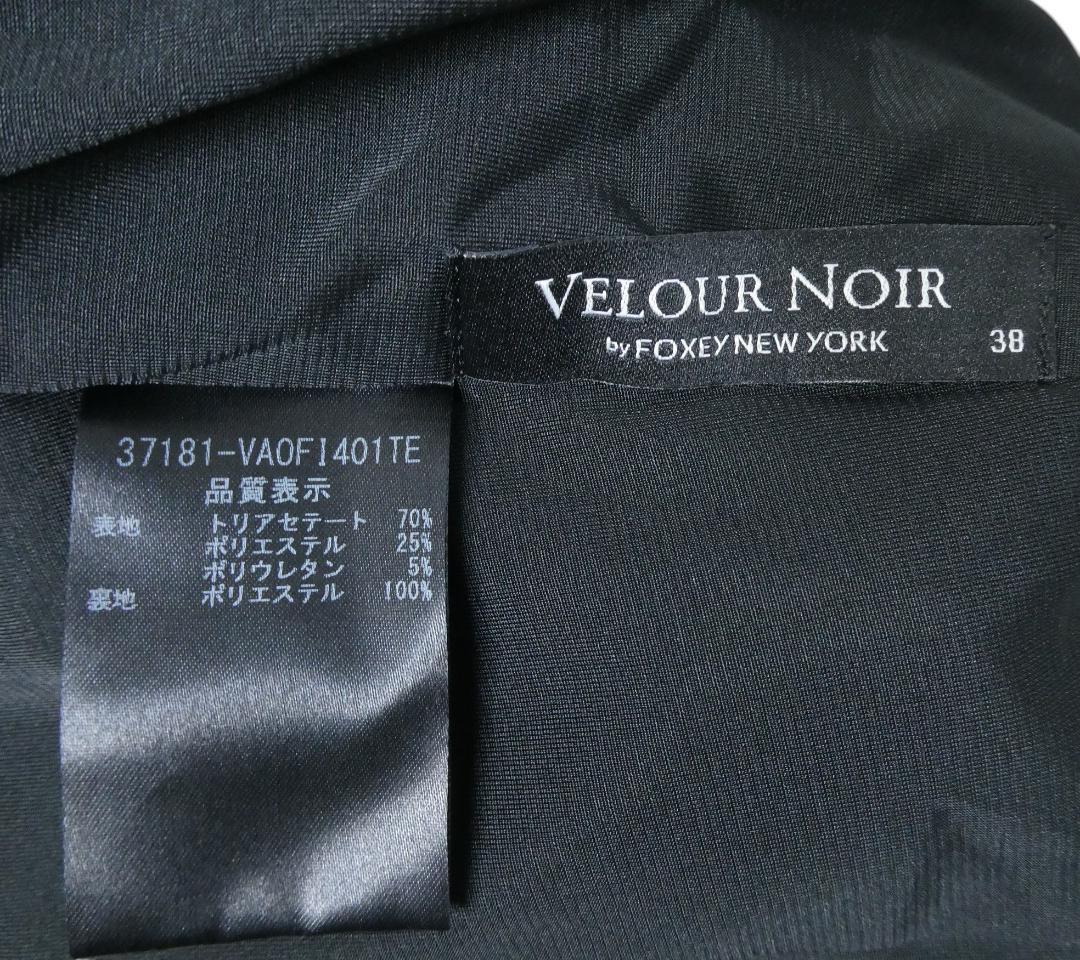 VELOUR NOIR
by FOXEY NEW YORK 38
37181-VAOFI401TE
品質表示
表地 トリアセテート 70%
ポリエステル 25%
ポリウレタン 5%
裏地 ポリエステル 100%